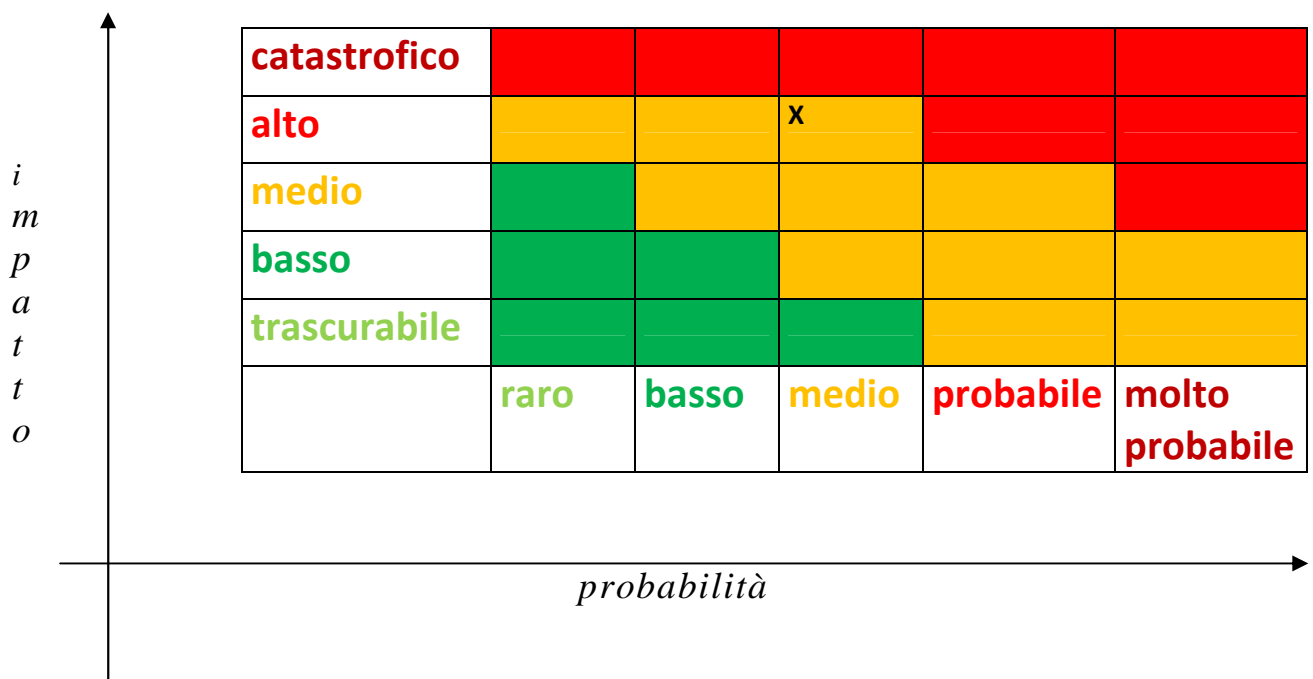 catastrofico
alto
x
medio
basso
trascurabile
raro
basso
medio
probabile
molto
probabile
i
m
p
a
t
t
o
probabilità